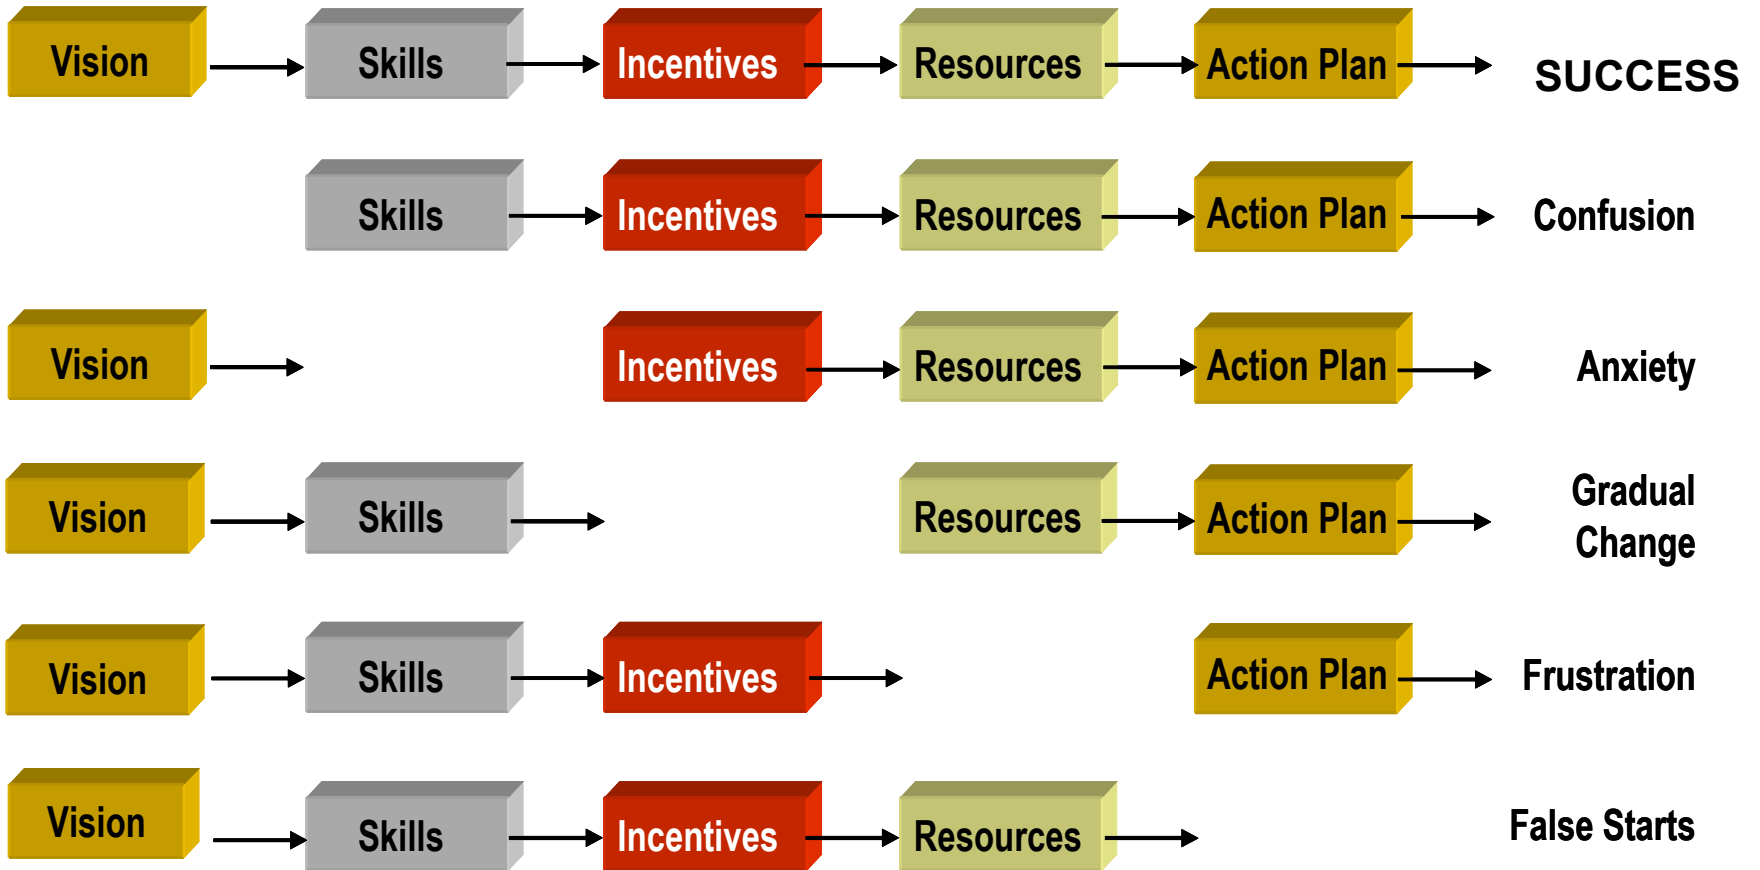 Vision Skills Incentives Resources Action Plan SUCCESS
Skills Incentives Resources Action Plan Confusion
Vision Incentives Resources Action Plan Anxiety
Vision Skills Resources Action Plan Gradual
Change
Vision Skills Incentives Action Plan Frustration
Vision Skills Incentives Resources False Starts